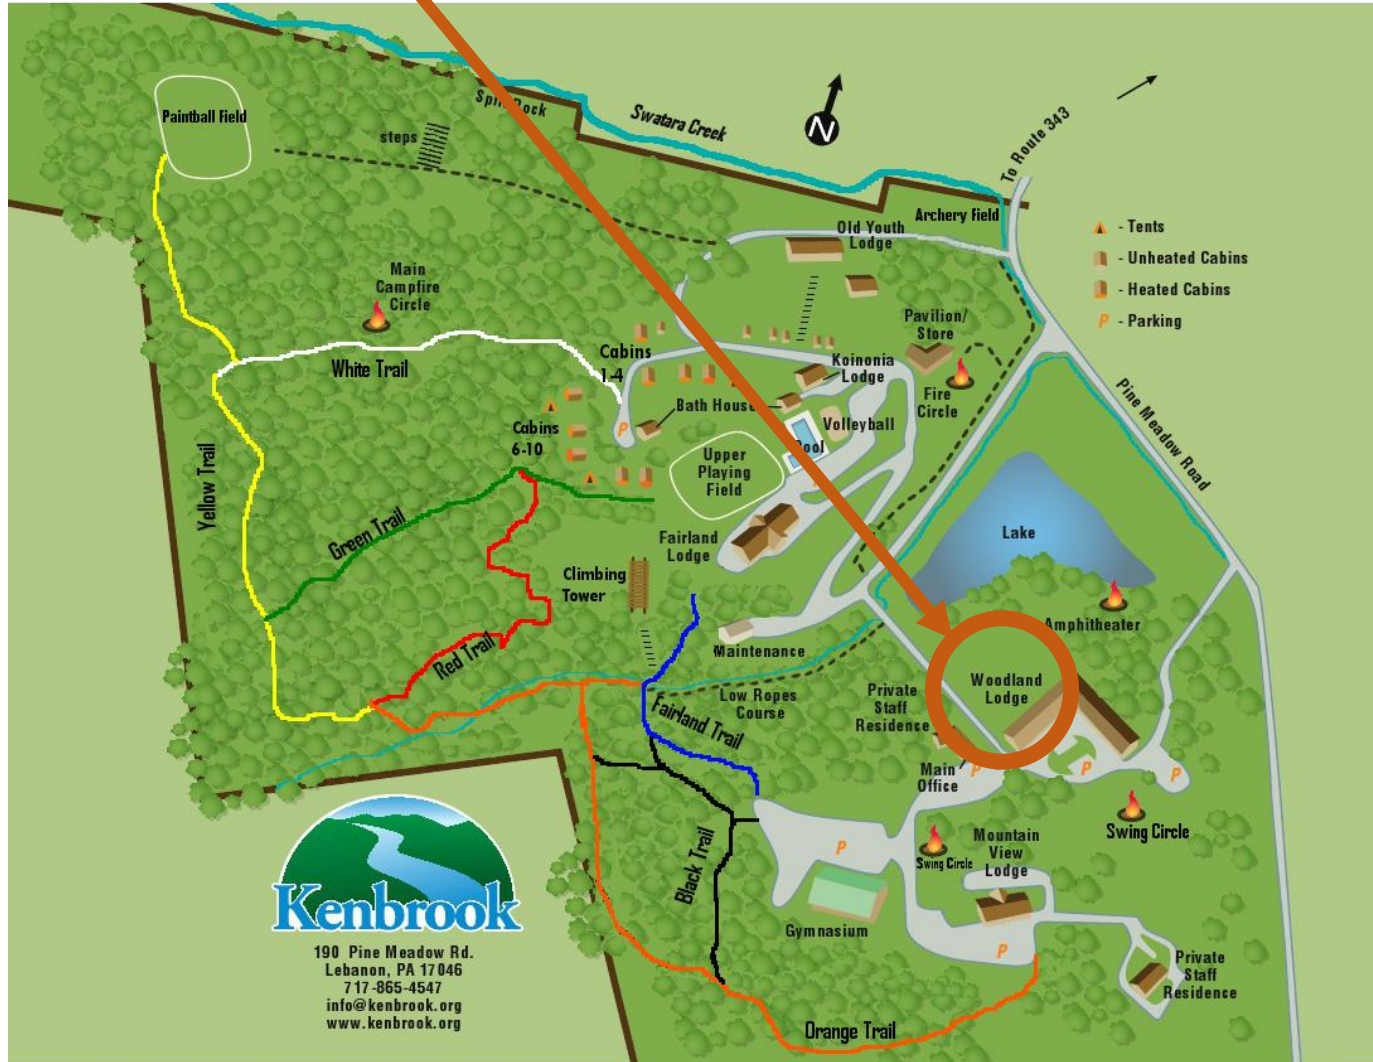 Paintball Field
Split Rock
steps
Swatara Creek
N
To Route 343
Archery Field
Old Youth
Lodge
- Tents
- Unheated Cabins
- Heated Cabins
P - Parking
Main
Campfire
Circle
White Trail
Cabins
1-4
Pavilion/
Store
Koinonia
Lodge
Fire
Circle
Bath House
Volleyball
Pool
P
Cabins
6-10
Upper
Playing
Field
Pine Meadow Road
Yellow Trail
Green Trail
Fairland
Lodge
Lake
Climbing
Tower
Amphitheater
Maintenance
Red Trail
Low Ropes
Course
Fairland Trail
Private
Staff
Residence
Woodland
Lodge
Main
Office
P
P
P
Swing Circle
Black Trail
P
Swing Circle
Mountain
View
Lodge
Gymnasium
P
Private
Staff
Residence
Orange Trail
Kenbrook
190 Pine Meadow Rd.
Lebanon, PA 17046
717-865-4547
info@kenbrook.org
www.kenbrook.org